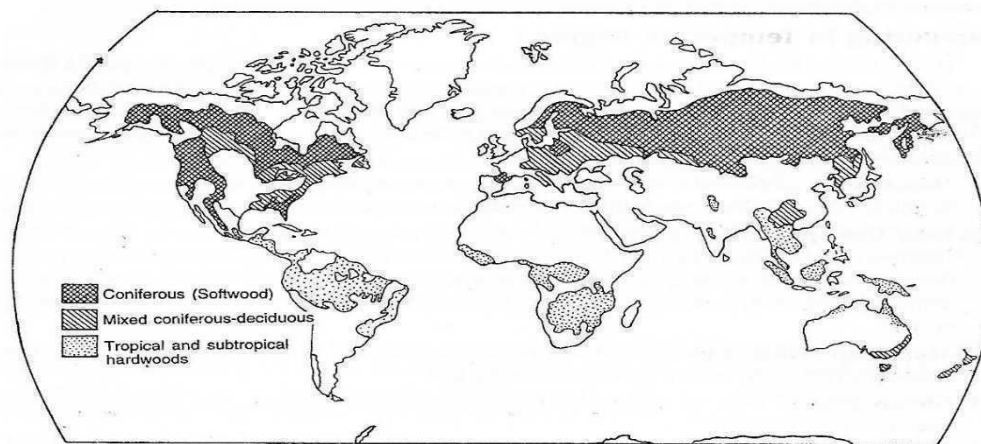 Coniferous (Softwood)
Mixed coniferous-deciduous
Tropical and subtropical
hardwoods